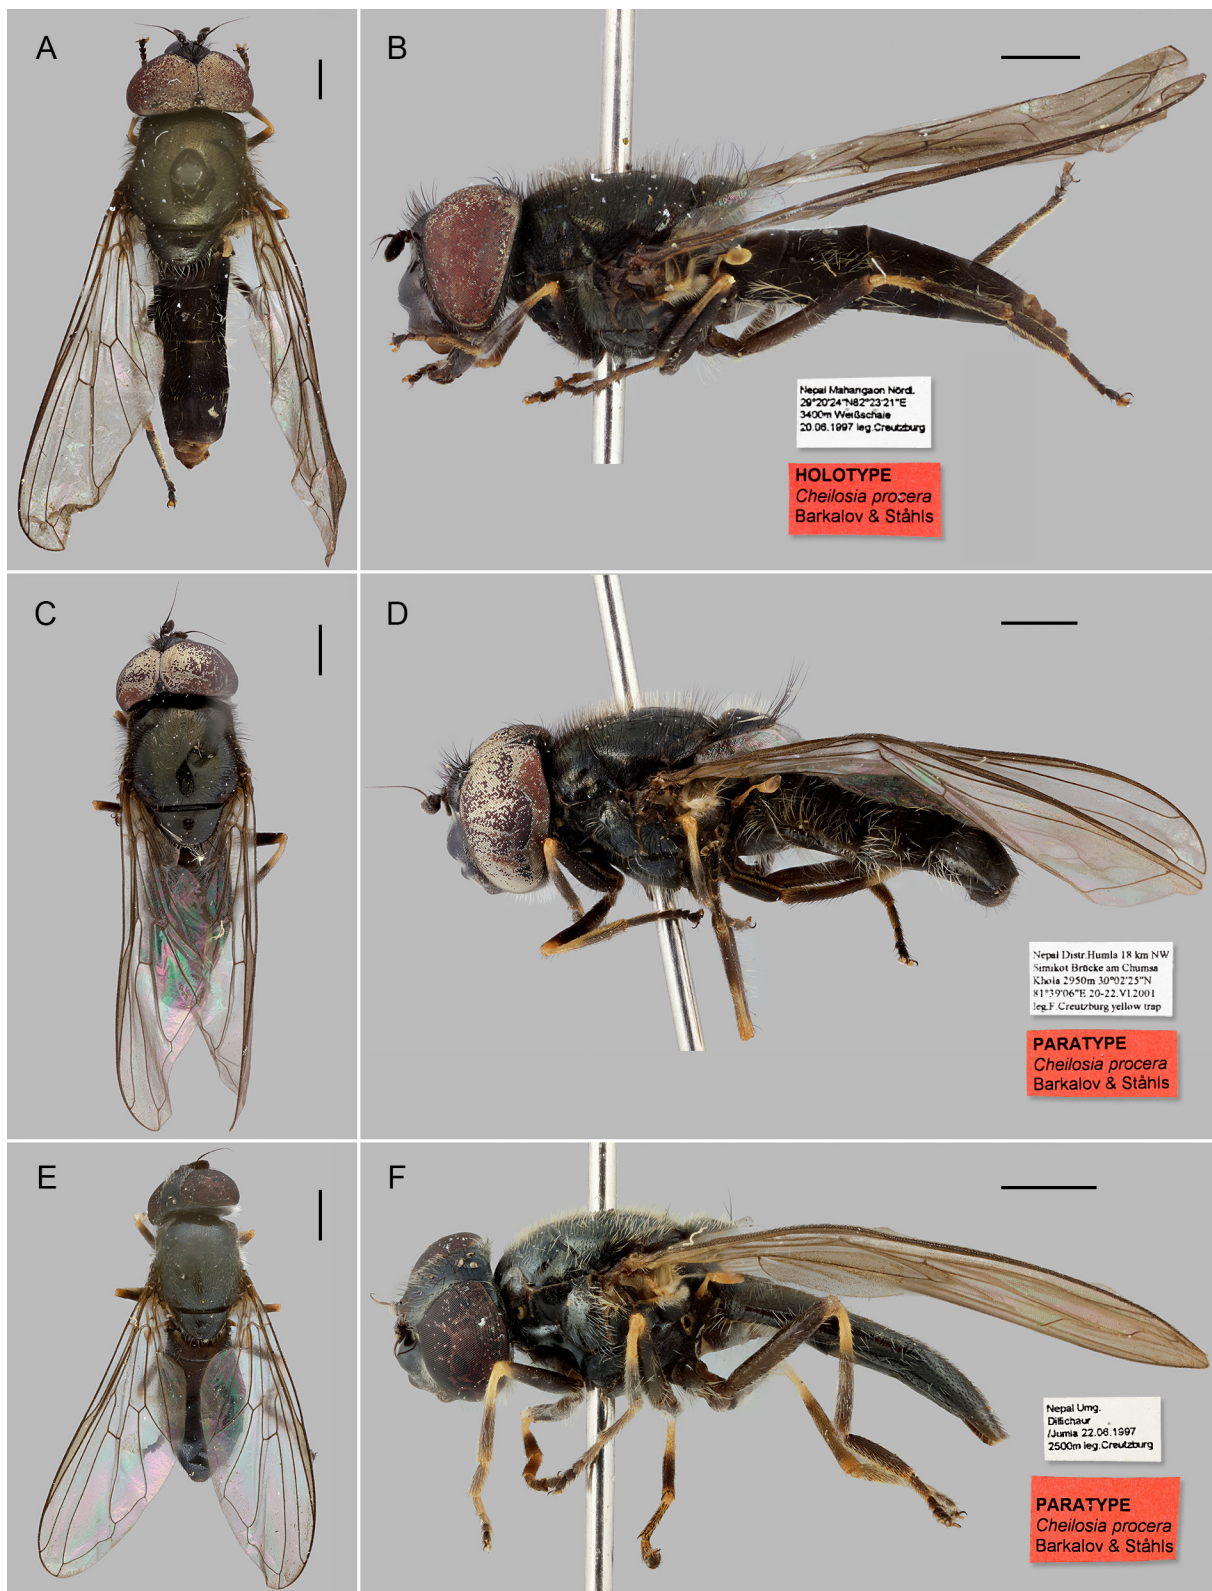 A
B
Nepal Mahangaon Nördl.
29°20'24"N82°23'21"E
3400m Weißschale
20.06.1997 leg.Creutzburg
HOLOTYPE
Cheilosia procera
Barkalov & Ståhls
C
D
Nepal Distr.Humla 18 km NW
Simikot Brücke am Chumsa
Khola 2950m 30°02'25"N
81°39'06"E 20-22.VI.2001
leg.F.Creutzburg yellow trap
PARATYPE
Cheilosia procera
Barkalov & Ståhls
E
F
Nepal Umg.
Dillichaur
/Jumla 22.06.1997
2500m leg.Creutzburg
PARATYPE
Cheilosia procera
Barkalov & Ståhls